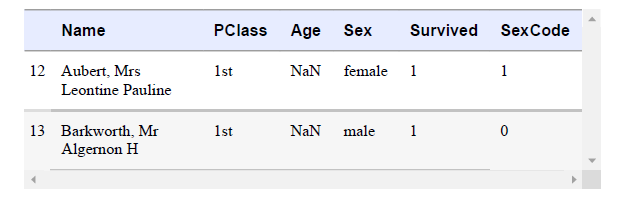 Name PClass Age Sex Survived SexCode
12 Aubert, Mrs 1st NaN female 1 1
Leontine Pauline
13 Barkworth, Mr 1st NaN male 1 0
Algernon H